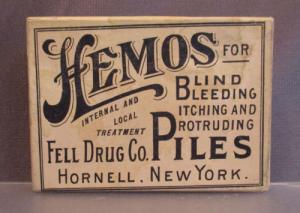 HEMOS FOR
BLIND
BLEEDING
INTERNAL AND
LOCAL
TREATMENT
ITCHING AND
PROTRUDING
FELL DRUG CO. PILES
HORNELL, NEW YORK.